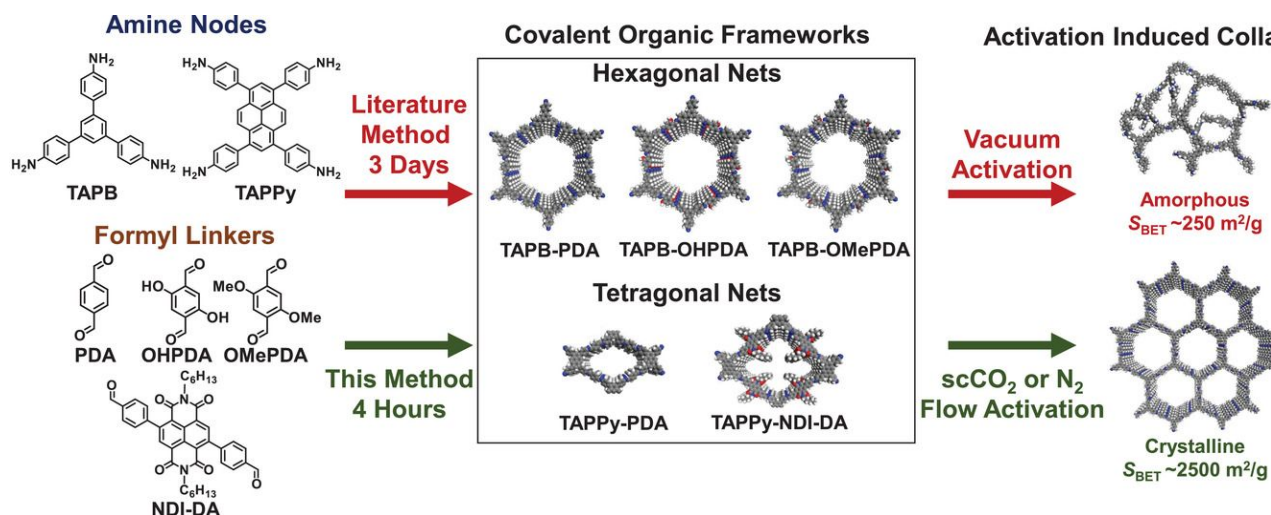 Amine Nodes
NH₂
H₂N
NH₂
TAPB
H₂N
NH₂
H₂N
NH₂
TAPPy
Formyl Linkers
O
O
PDA
O
HO
OH
O
OHPDA
O
MeO
OMe
O
OMePDA
C₆H₁₃
O
O
N
O
O
N
O
O
C₆H₁₃
NDI-DA
Literature
Method
3 Days
This Method
4 Hours
Covalent Organic Frameworks
Hexagonal Nets
TAPB-PDA
TAPB-OHPDA
TAPB-OMePDA
Tetragonal Nets
TAPPy-PDA
TAPPy-NDI-DA
Vacuum
Activation
scCO₂ or N₂
Flow Activation
Activation Induced Colla
Amorphous
S_BET ~250 m²/g
Crystalline
S_BET ~2500 m²/g